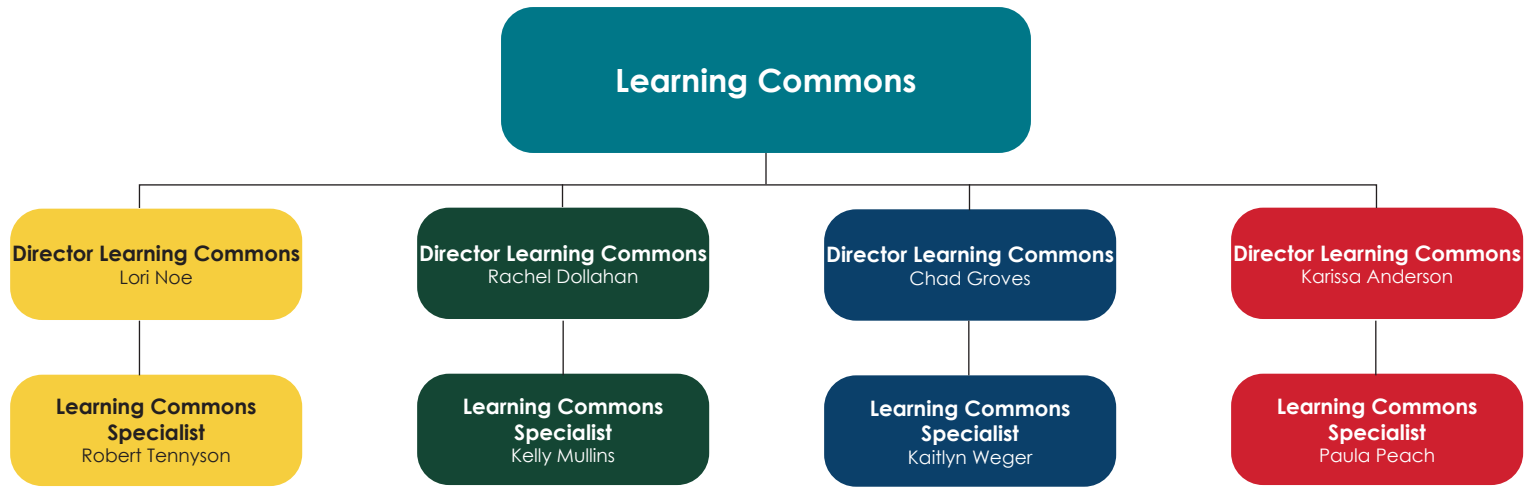 Learning Commons
Director Learning Commons
Lori Noe
Director Learning Commons
Rachel Dollahan
Director Learning Commons
Chad Groves
Director Learning Commons
Karissa Anderson
Learning Commons
Specialist
Robert Tennyson
Learning Commons
Specialist
Kelly Mullins
Learning Commons
Specialist
Kaitlyn Weger
Learning Commons
Specialist
Paula Peach